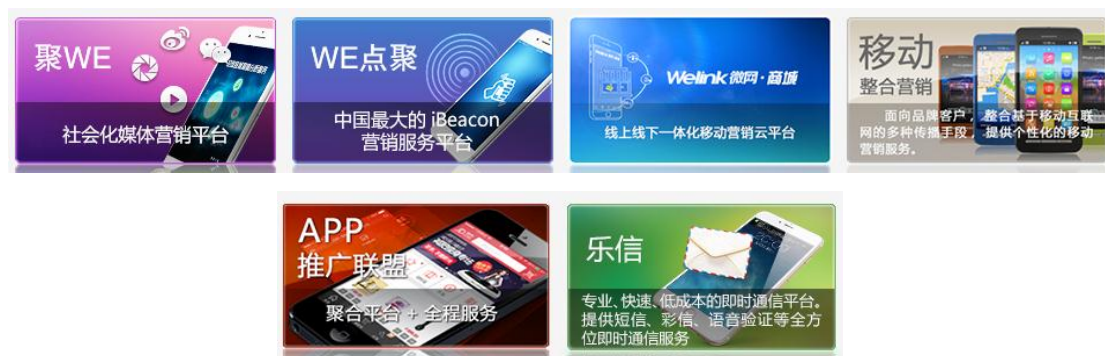 聚WE
社会化媒体营销平台
WE点聚
中国最大的 iBeacon
营销服务平台
Welink 微网·商城
线上线下一体化移动营销云平台
移动
整合营销
面向品牌客户，整合基于移动互联
网的多种传播手段，提供个性化的移动
营销服务。
APP
推广联盟
聚合平台 + 全程服务
乐信
专业、快速、低成本的即时通信平台。
提供短信、彩信、语音验证等全方
位即时通信服务